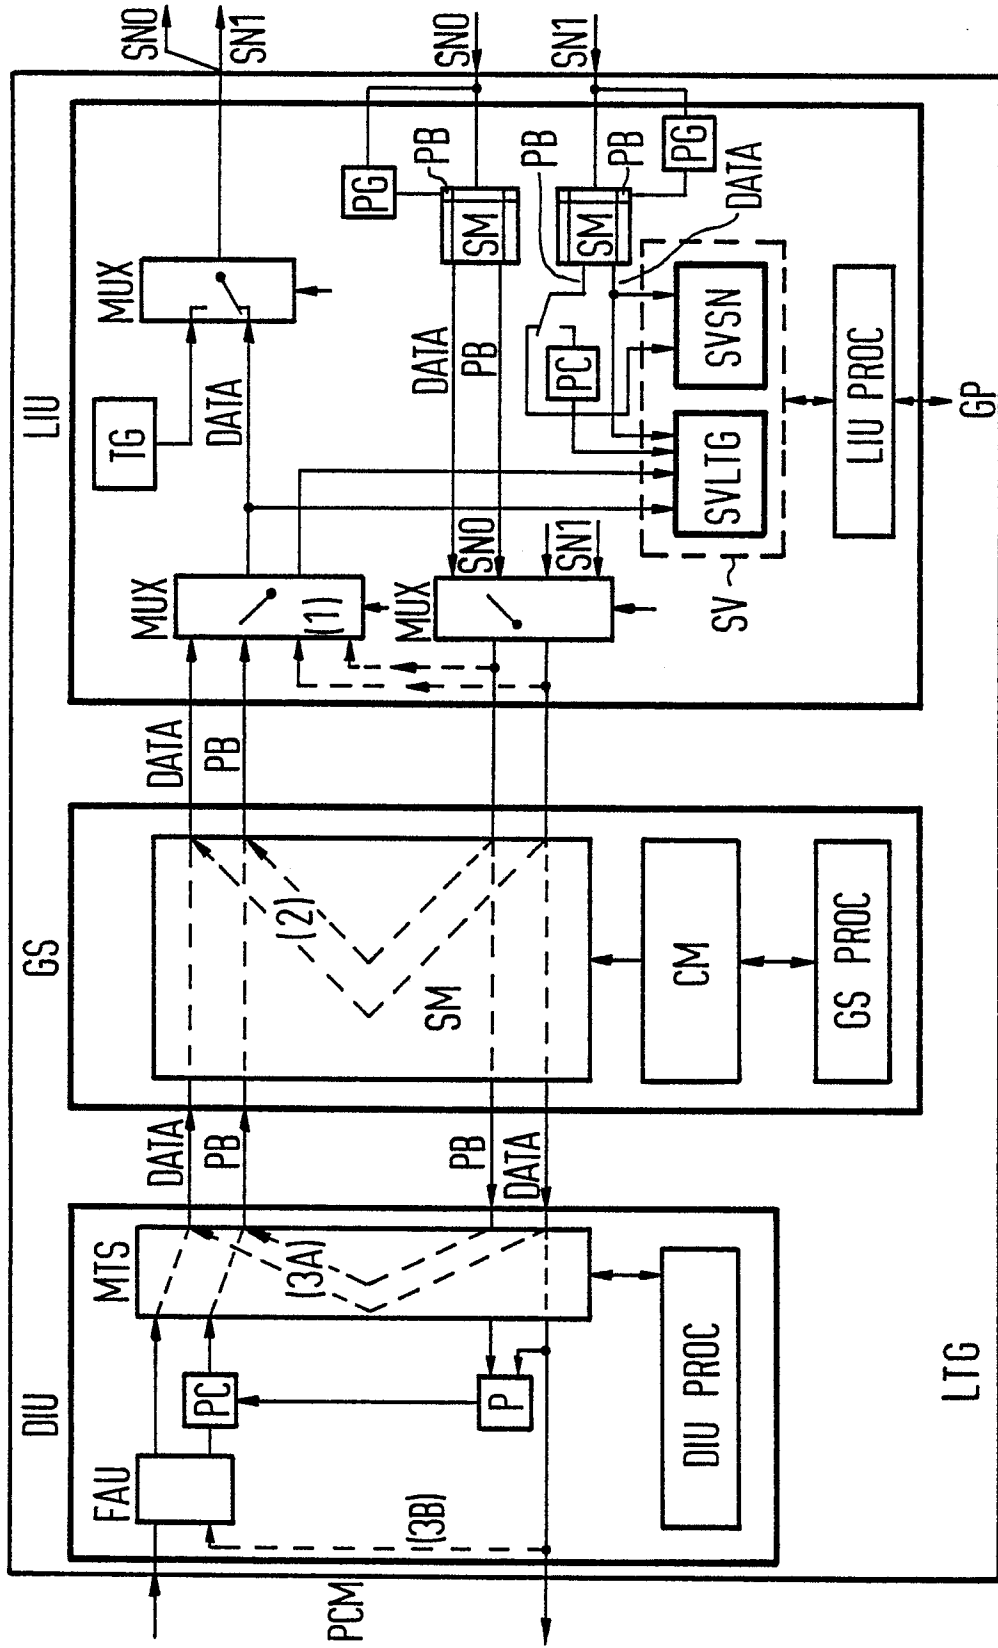 DIU
GS
LIU
FAU
MTS
PC
P
(3A)
(3B)
PCM
DIU PROC
LTG
DATA
PB
PB
DATA
SM
(2)
CM
GS PROC
DATA
PB
MUX
(1)
MUX
SN0
SN1
TG
DATA
MUX
DATA
PB
SN0
SN1
PG
PB
SM
SN0
PB
SM
PB
PG
SN1
DATA
PC
SVLTG
SVSN
SV
LIU PROC
GP